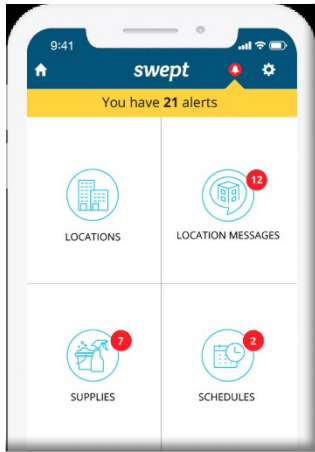 9:41
swept
You have 21 alerts
12
LOCATIONS
LOCATION MESSAGES
7
2
SUPPLIES
SCHEDULES